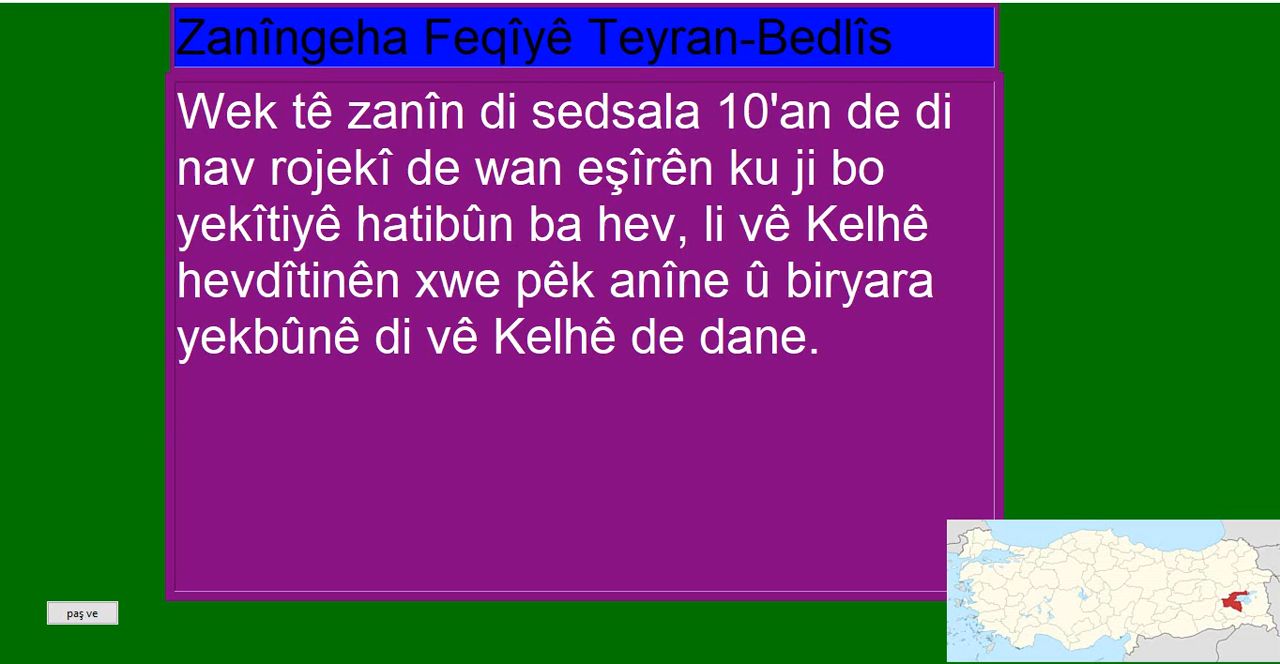 Zanîngeha Feqîyê Teyran-Bedlîs
Wek tê zanîn di sedsala 10'an de di
nav rojekî de wan eşîrên ku ji bo
yekîtiyê hatibûn ba hev, li vê Kelhê
hevdîtinên xwe pêk anîne û biryara
yekbûnê di vê Kelhê de dane.
paş ve